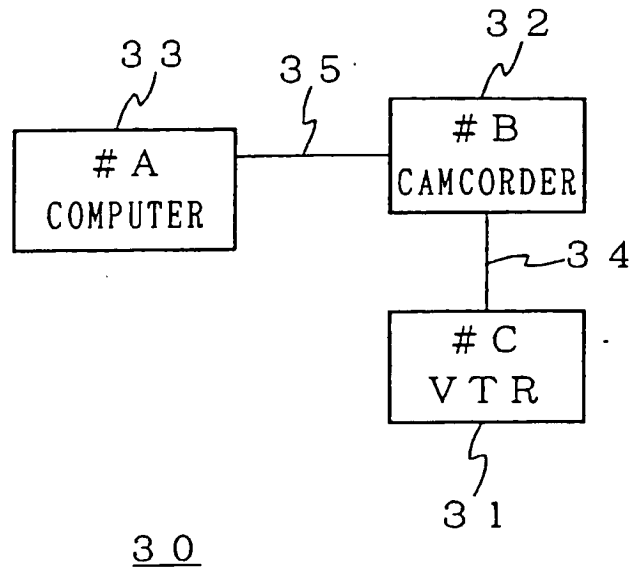 33
35
32
# A
COMPUTER
# B
CAMCORDER
34
# C
VTR
31
30